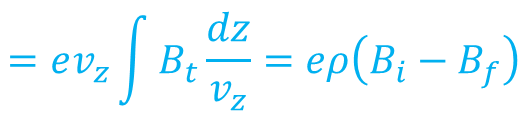 = ev_z ∫ B_t dz/v_z = eρ(B_i − B_f)